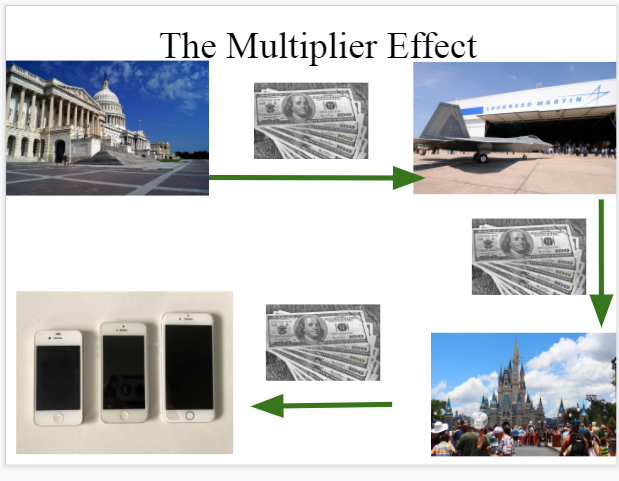 The Multiplier Effect
LOCKHEED MARTIN